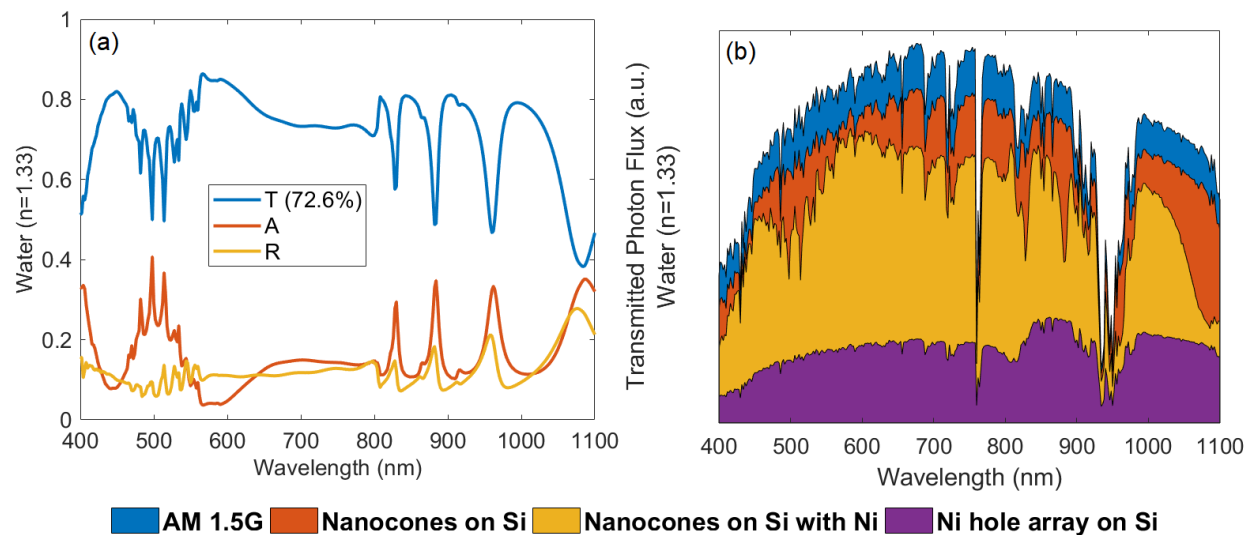 (a)
1
0.8
0.6
0.4
0.2
0
Water (n=1.33)
T (72.6%)
A
R
400 500 600 700 800 900 1000 1100
Wavelength (nm)
(b)
Transmitted Photon Flux (a.u.)
Water (n=1.33)
400 500 600 700 800 900 1000 1100
Wavelength (nm)
AM 1.5G Nanocones on Si Nanocones on Si with Ni Ni hole array on Si